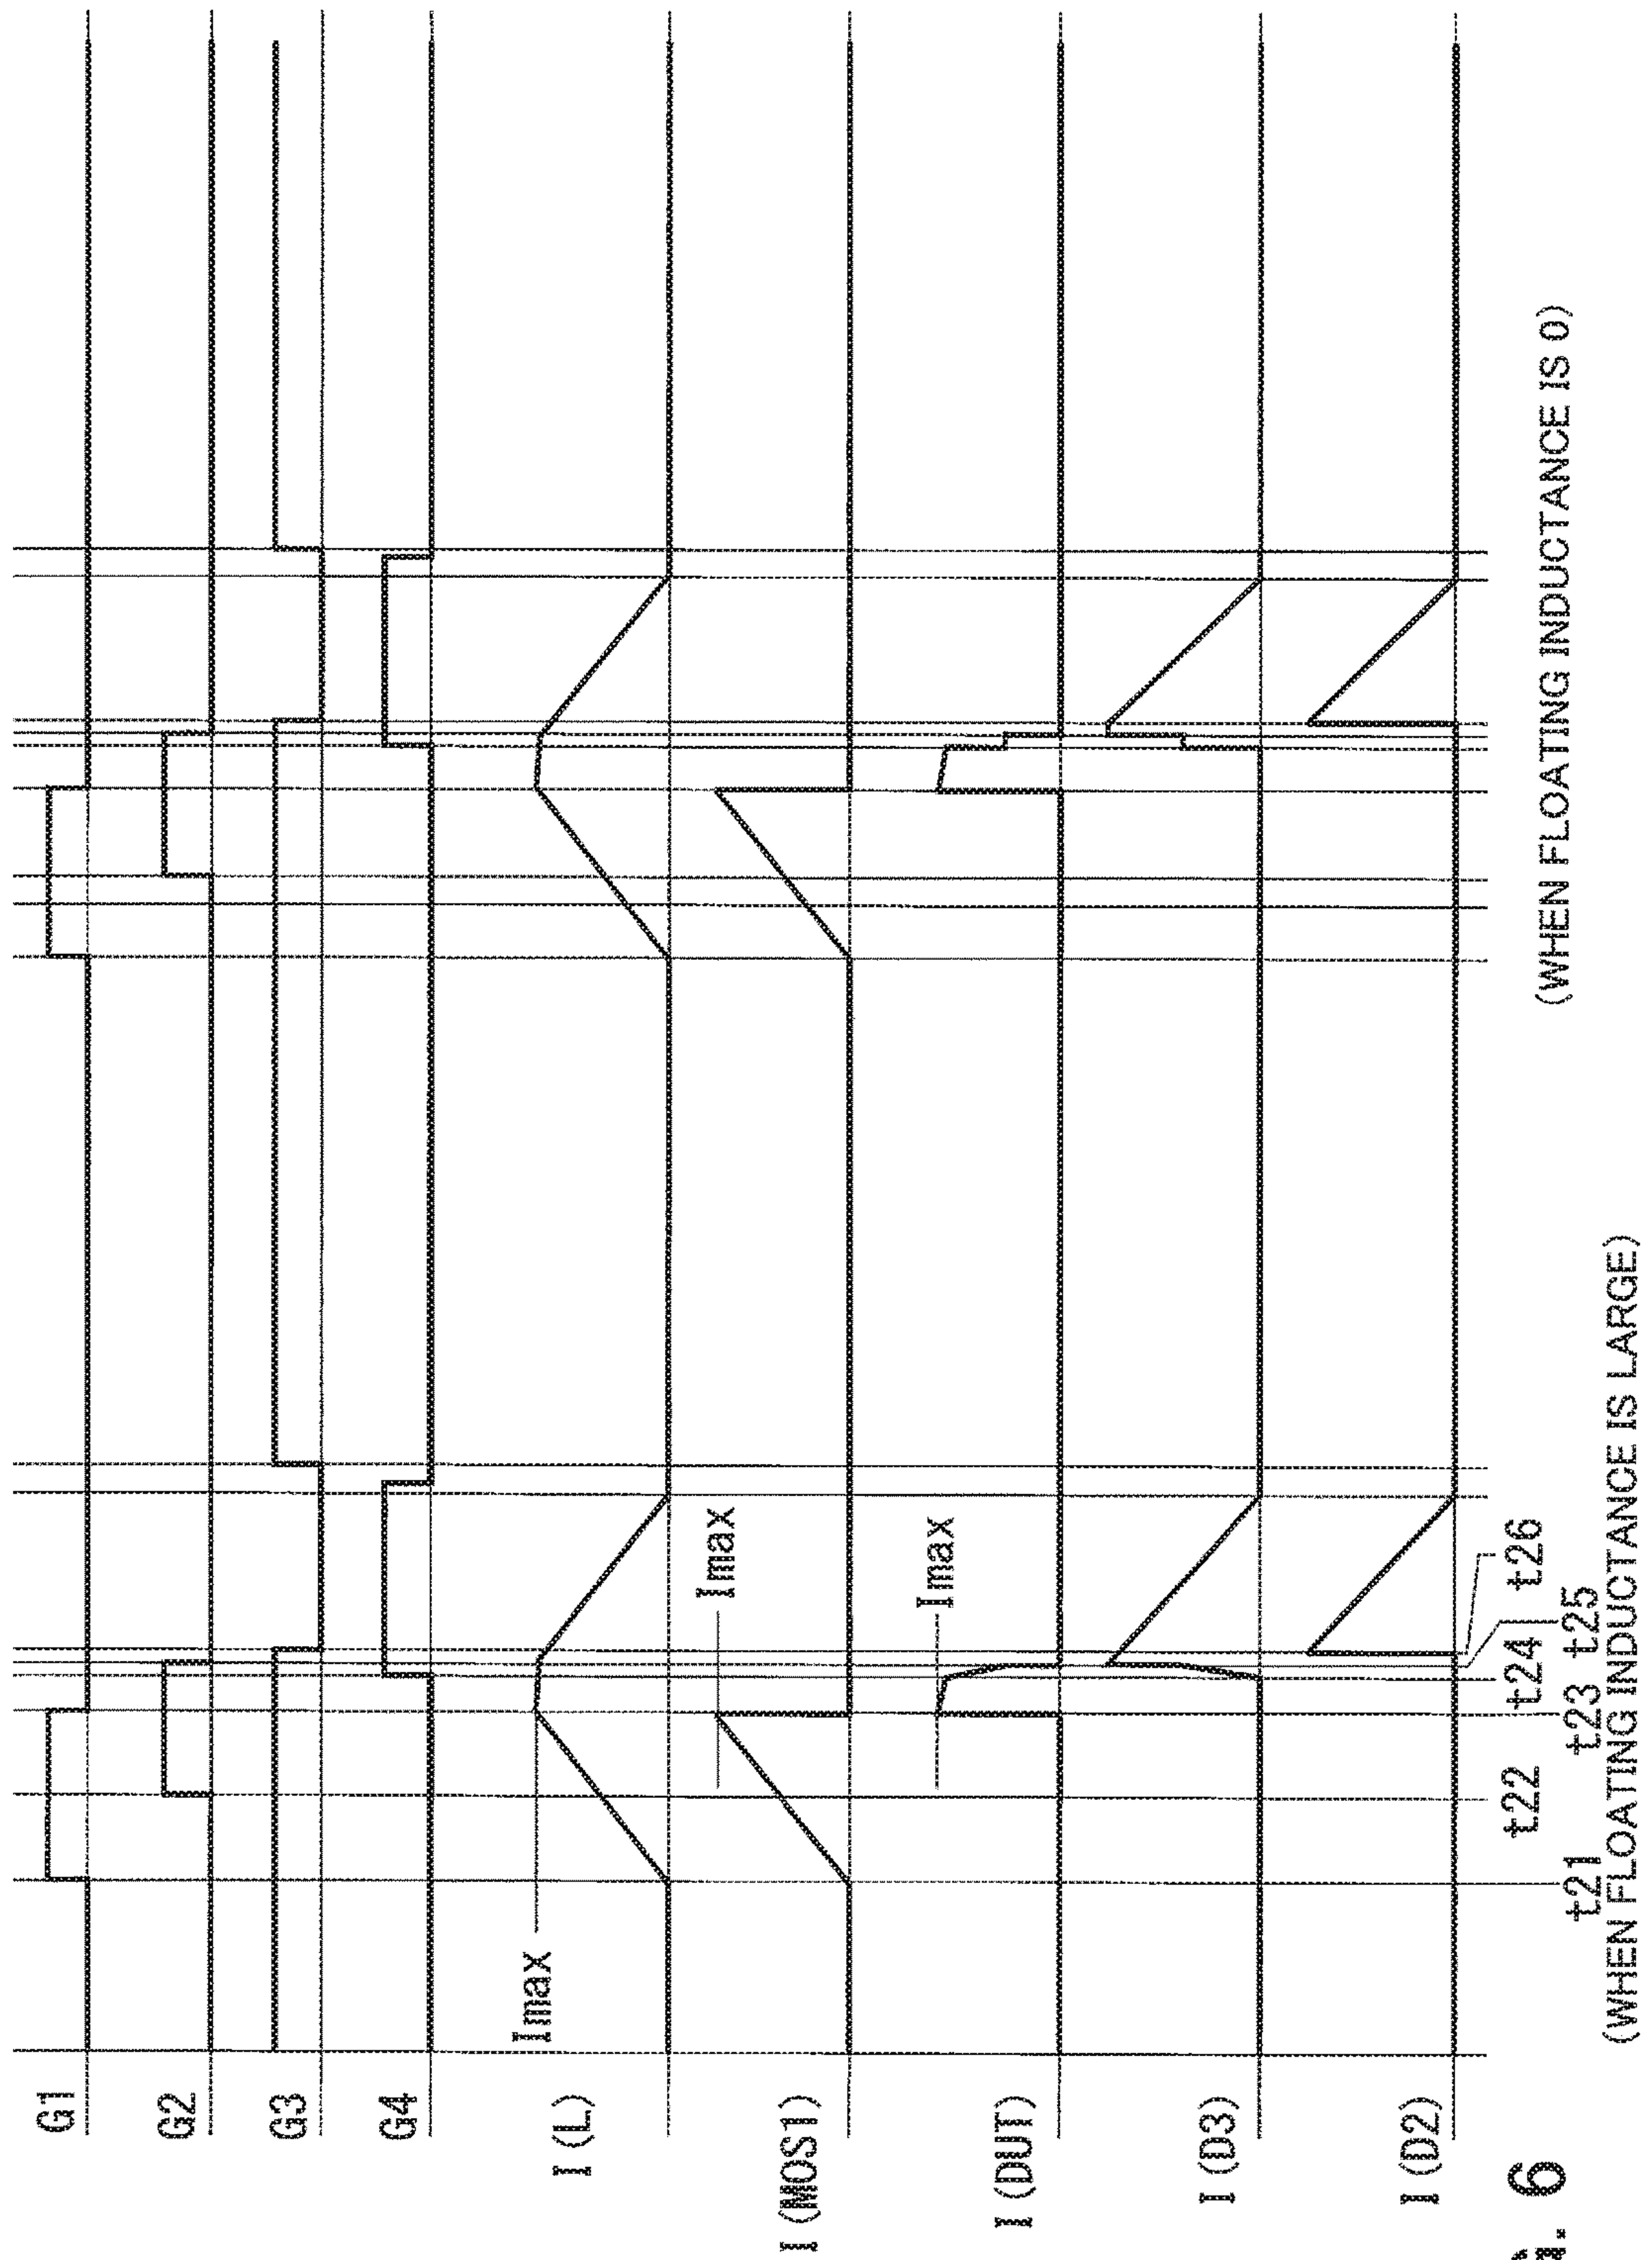 G1
G2
G3
G4
I (L)
I (MOS1)
I (DUT)
I (D3)
I (D2)
Imax
Imax
Imax
t21
t22
t23
t24
t25
t26
(WHEN FLOATING INDUCTANCE IS LARGE)
(WHEN FLOATING INDUCTANCE IS 0)
6